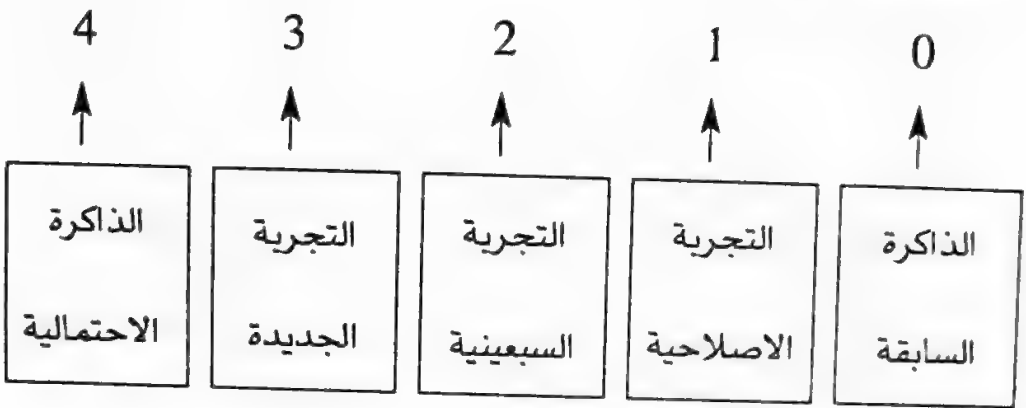 0
1
2
3
4
الذاكرة
السابقة
التجربة
الاصلاحية
التجربة
السبعينية
التجربة
الجديدة
الذاكرة
الاحتمالية